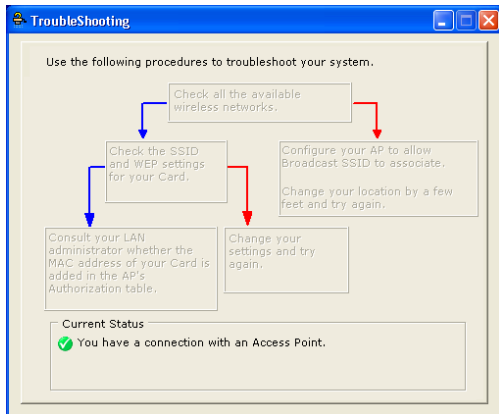 TroubleShooting
Use the following procedures to troubleshoot your system.
Check all the available
wireless networks.
Check the SSID
and WEP settings
for your Card.
Configure your AP to allow
Broadcast SSID to associate.
Change your location by a few
feet and try again.
Consult your LAN
administrator whether the
MAC address of your Card is
added in the AP's
Authorization table.
Change your
settings and try
again.
Current Status
You have a connection with an Access Point.